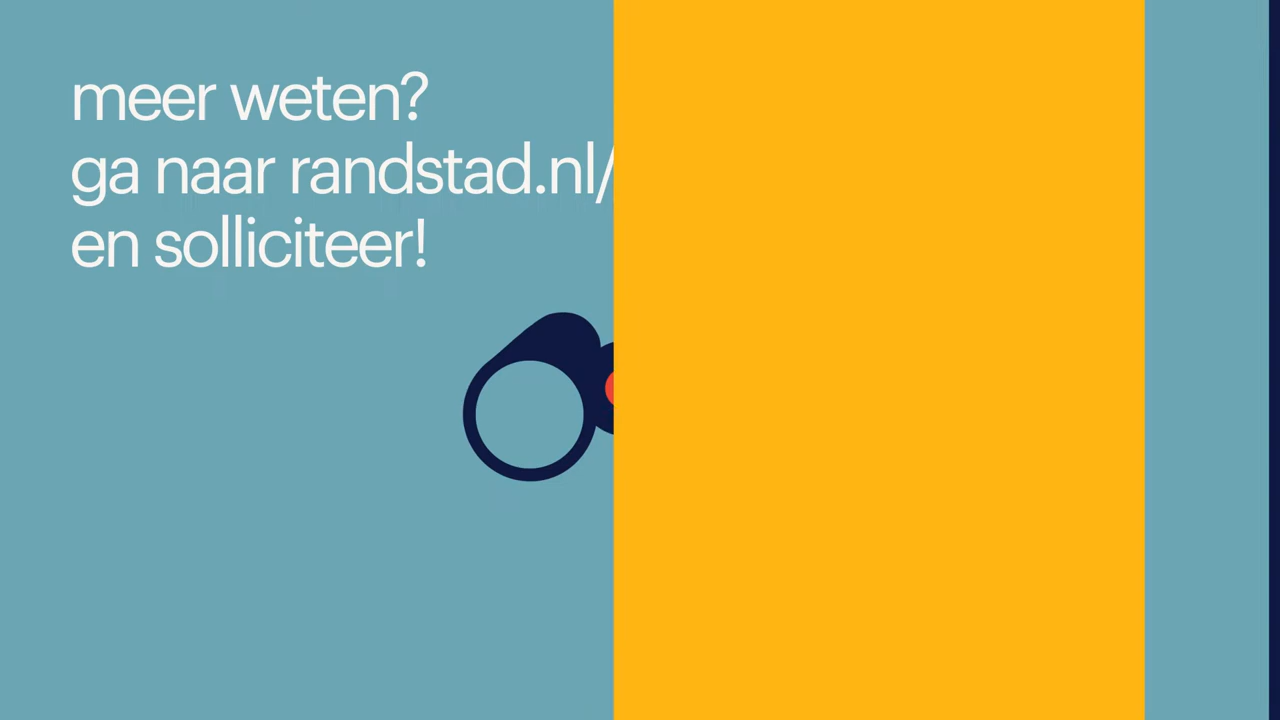 meer weten?
ga naar randstad.nl/
en solliciteer!